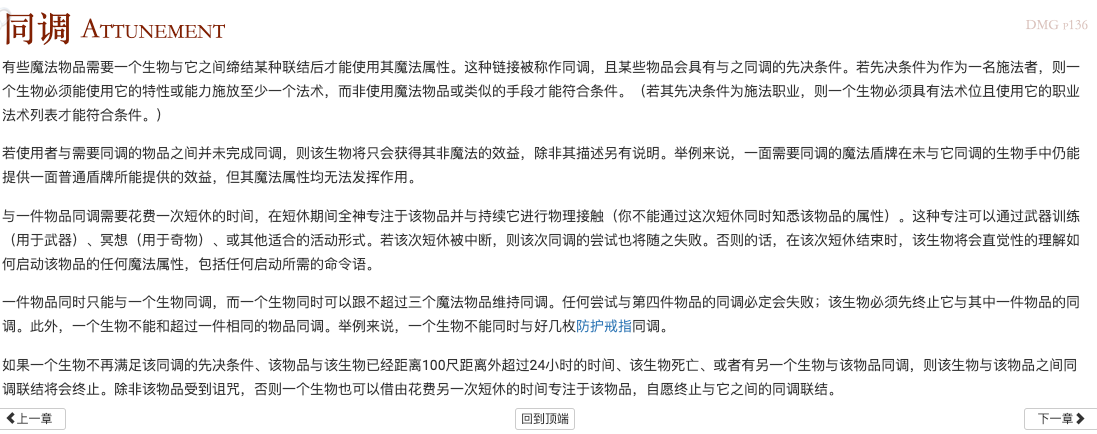 同调 ATTUNEMENT
DMG P136
有些魔法物品需要一个生物与它之间缔结某种联结后才能使用其魔法属性。这种链接被称作同调，且某些物品会具有与之同调的先决条件。若先决条件为作为一名施法者，则一
个生物必须能使用它的特性或能力施放至少一个法术，而非使用魔法物品或类似的手段才能符合条件。（若其先决条件为施法职业，则一个生物必须具有法术位且使用它的职业
法术列表才能符合条件。）
若使用者与需要同调的物品之间并未完成同调，则该生物将只会获得其非魔法的效益，除非其描述另有说明。举例来说，一面需要同调的魔法盾牌在未与它同调的生物手中仍能
提供一面普通盾牌所能提供的效益，但其魔法属性均无法发挥作用。
与一件物品同调需要花费一次短休的时间，在短休期间全神专注于该物品并与持续它进行物理接触（你不能通过这次短休同时知悉该物品的属性）。这种专注可以通过武器训练
（用于武器）、冥想（用于奇物）、或其他适合的活动形式。若该次短休被中断，则该次同调的尝试也将随之失败。否则的话，在该次短休结束时，该生物将会直觉性的理解如
何启动该物品的任何魔法属性，包括任何启动所需的命令语。
一件物品同时只能与一个生物同调，而一个生物同时可以跟不超过三个魔法物品维持同调。任何尝试与第四件物品的同调必定会失败；该生物必须先终止它与其中一件物品的同
调。此外，一个生物不能和超过一件相同的物品同调。举例来说，一个生物不能同时与好几枚防护戒指同调。
如果一个生物不再满足该同调的先决条件、该物品与该生物已经距离100尺距离外超过24小时的时间、该生物死亡、或者有另一个生物与该物品同调，则该生物与该物品之间同
调联结将会终止。除非该物品受到诅咒，否则一个生物也可以借由花费另一次短休的时间专注于该物品，自愿终止与它之间的同调联结。
上一章
回到顶端
下一章